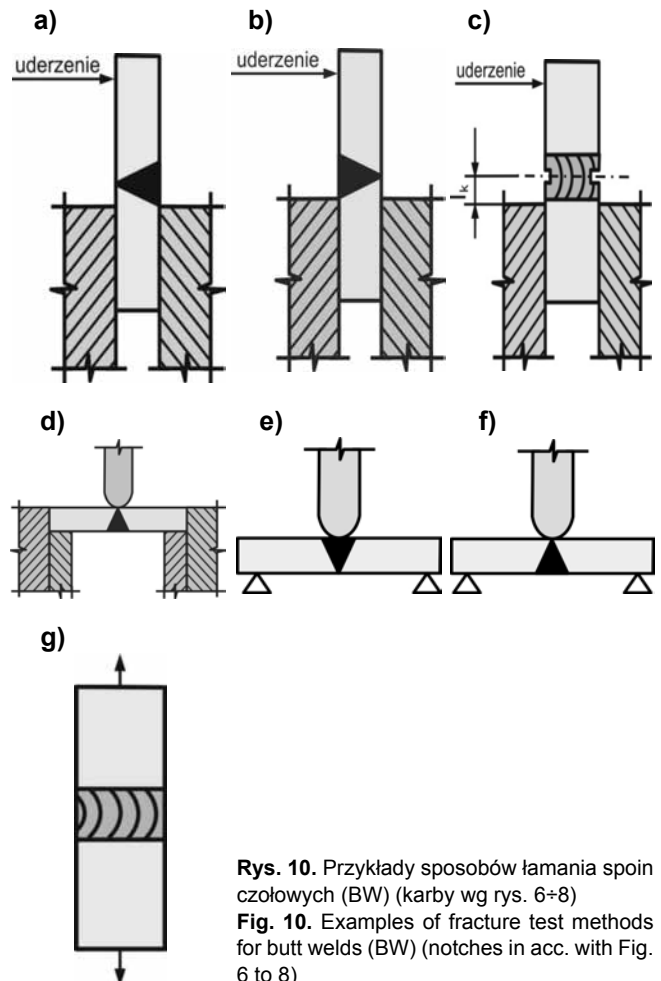 a)
b)
c)
uderzenie
uderzenie
uderzenie
lk
d)
e)
f)
g)
Rys. 10. Przykłady sposobów łamania spoin
czołowych (BW) (karby wg rys. 6÷8)
Fig. 10. Examples of fracture test methods
for butt welds (BW) (notches in acc. with Fig.
6 to 8)